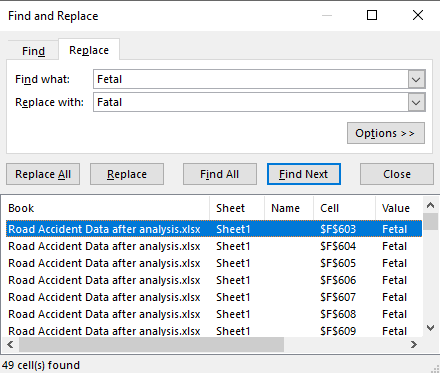 Find and Replace
Find Replace
Find what: Fetal
Replace with: Fatal
Options >>
Replace All Replace Find All Find Next Close
Book Sheet Name Cell Value
Road Accident Data after analysis.xlsx Sheet1 $F$603 Fetal
Road Accident Data after analysis.xlsx Sheet1 $F$604 Fetal
Road Accident Data after analysis.xlsx Sheet1 $F$605 Fetal
Road Accident Data after analysis.xlsx Sheet1 $F$606 Fetal
Road Accident Data after analysis.xlsx Sheet1 $F$607 Fetal
Road Accident Data after analysis.xlsx Sheet1 $F$608 Fetal
Road Accident Data after analysis.xlsx Sheet1 $F$609 Fetal
49 cell(s) found